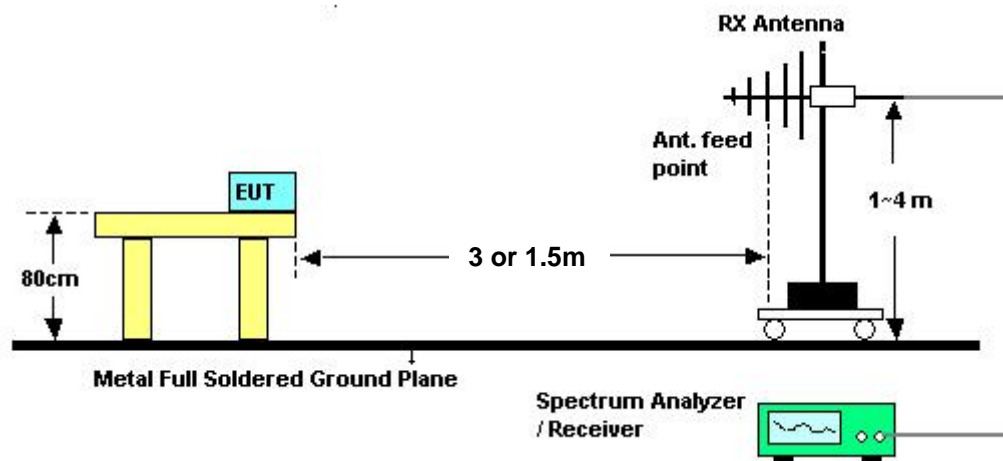 RX Antenna
Ant. feed
point
EUT
1~4 m
3 or 1.5m
80cm
Metal Full Soldered Ground Plane
Spectrum Analyzer
/ Receiver